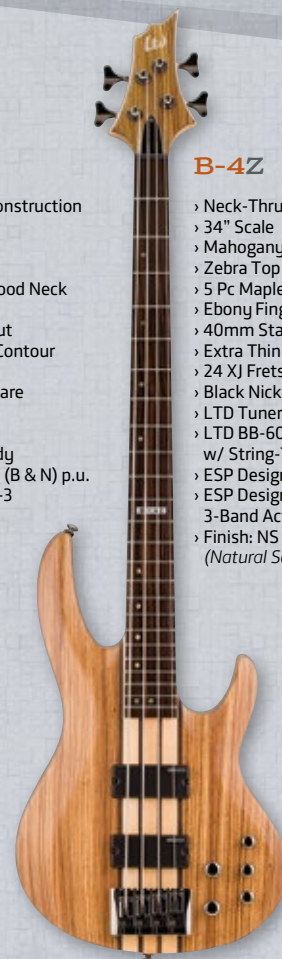 Ltd
onstruction
ood Neck
ut
Contour
are
dy
(B & N) p.u.
-3
B-4Z
› Neck-Thru
› 34" Scale
› Mahogany
› Zebra Top
› 5 Pc Maple
› Ebony Fing
› 40mm Sta
› Extra Thin
› 24 XJ Frets
› Black Nick
› LTD Tuner
› LTD BB-60
w/ String-T
› ESP Design
› ESP Design
3-Band Act
› Finish: NS
(Natural Sa